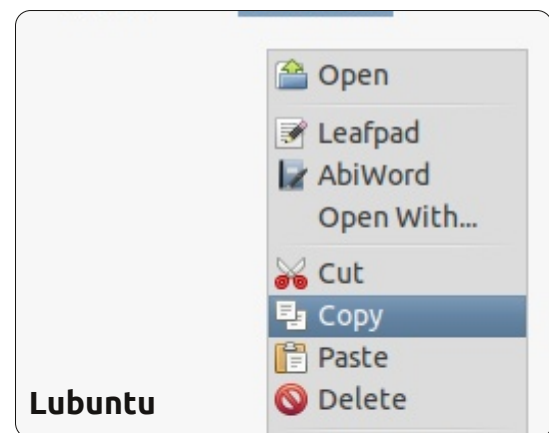 Open
Leafpad
AbiWord
Open With...
Cut
Copy
Paste
Delete
Lubuntu